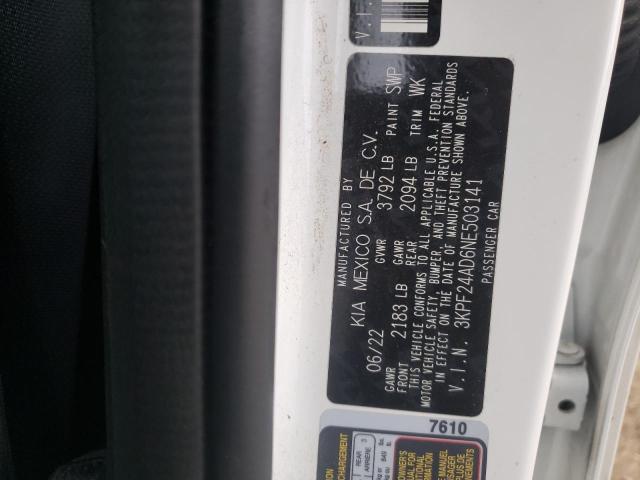 V.I.
MANUFACTURED BY
KIA MEXICO S.A. DE C.V.
06/22 GVWR 3792 LB PAINT SWP
GAWR FRONT 2183 LB GAWR REAR 2094 LB TRIM WK
THIS VEHICLE CONFORMS TO ALL APPLICABLE U.S.A. FEDERAL
MOTOR VEHICLE SAFETY, BUMPER, AND THEFT PREVENTION STANDARDS
IN EFFECT ON THE DATE OF MANUFACTURE SHOWN ABOVE.
V.I.N. 3KPF24AD6NE503141
PASSENGER CAR
7610
REAR
ARRIERE